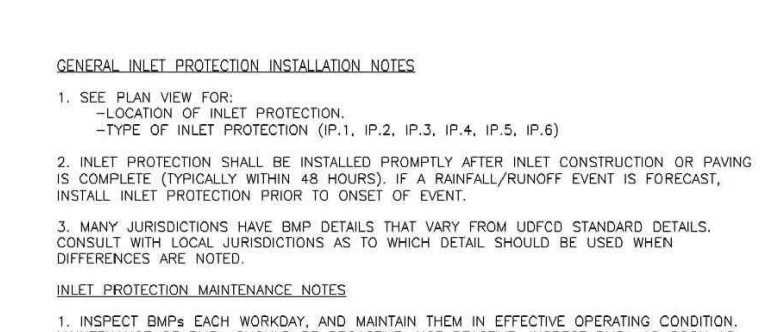 GENERAL INLET PROTECTION INSTALLATION NOTES
1. SEE PLAN VIEW FOR:
-LOCATION OF INLET PROTECTION.
-TYPE OF INLET PROTECTION (IP.1, IP.2, IP.3, IP.4, IP.5, IP.6)
2. INLET PROTECTION SHALL BE INSTALLED PROMPTLY AFTER INLET CONSTRUCTION OR PAVING
IS COMPLETE (TYPICALLY WITHIN 48 HOURS). IF A RAINFALL/RUNOFF EVENT IS FORECAST,
INSTALL INLET PROTECTION PRIOR TO ONSET OF EVENT.
3. MANY JURISDICTIONS HAVE BMP DETAILS THAT VARY FROM UDFCD STANDARD DETAILS.
CONSULT WITH LOCAL JURISDICTIONS AS TO WHICH DETAIL SHOULD BE USED WHEN
DIFFERENCES ARE NOTED.
INLET PROTECTION MAINTENANCE NOTES
1. INSPECT BMPs EACH WORKDAY, AND MAINTAIN THEM IN EFFECTIVE OPERATING CONDITION.